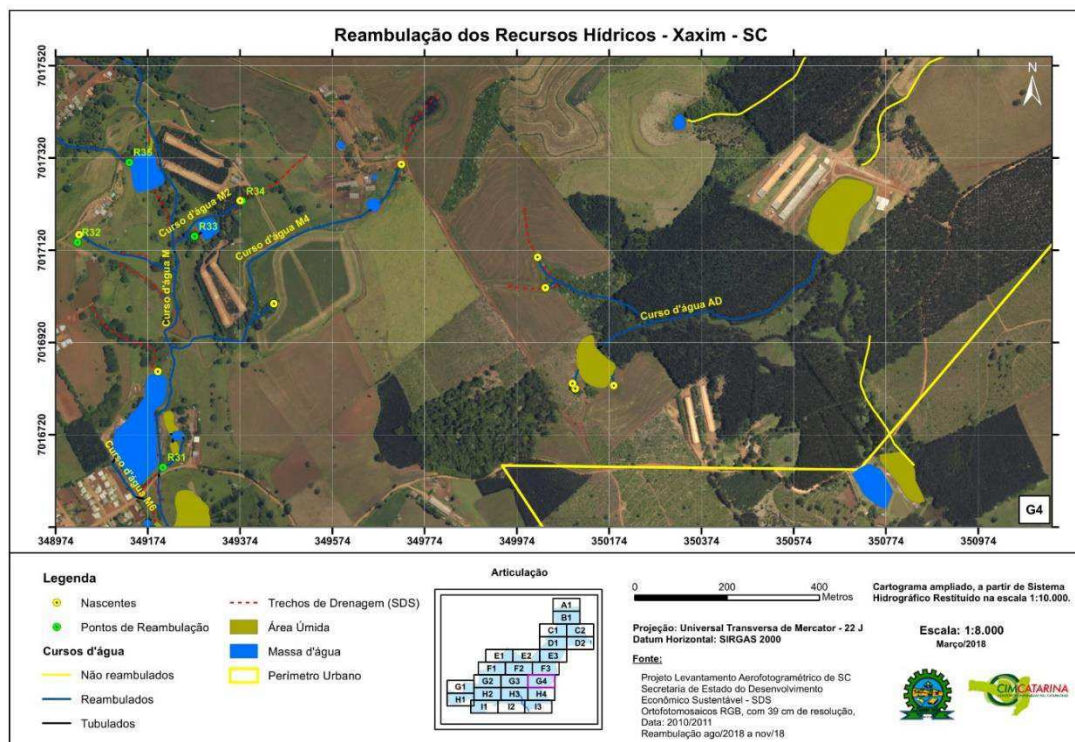 Reambulação dos Recursos Hídricos - Xaxim - SC
N
7017520
7017320
7017120
7016920
7016720
R35
R34
R33
R32
R31
Curso d'água M2
Curso d'água M4
Curso d'água M
Curso d'água AD
Curso d'água M6
G4
348974
349174
349374
349574
349774
349974
350174
350374
350574
350774
350974
Legenda
Nascentes
Pontos de Reambulação
Cursos d'água
Não reambulados
Reambulados
Tubulados
Trechos de Drenagem (SDS)
Área Úmida
Massa d'água
Perímetro Urbano
Articulação
A1
B1
C1 C2
D1 D2
E1 E2 E3
F1 F2 F3
G1 G2 G3 G4
H1 H2 H3 H4
I1 I2 I3
0 200 400
Metros
Projeção: Universal Transversa de Mercator - 22 J
Datum Horizontal: SIRGAS 2000
Fonte:
Projeto Levantamento Aerofotogramétrico de SC
Secretaria de Estado do Desenvolvimento
Econômico Sustentável - SDS
Ortofotomosaicos RGB, com 39 cm de resolução,
Data: 2010/2011
Reambulação ago/2018 a nov/18
Cartograma ampliado, a partir de Sistema
Hidrográfico Restituído na escala 1:10.000.
Escala: 1:8.000
Março/2018
CIMCATARINA